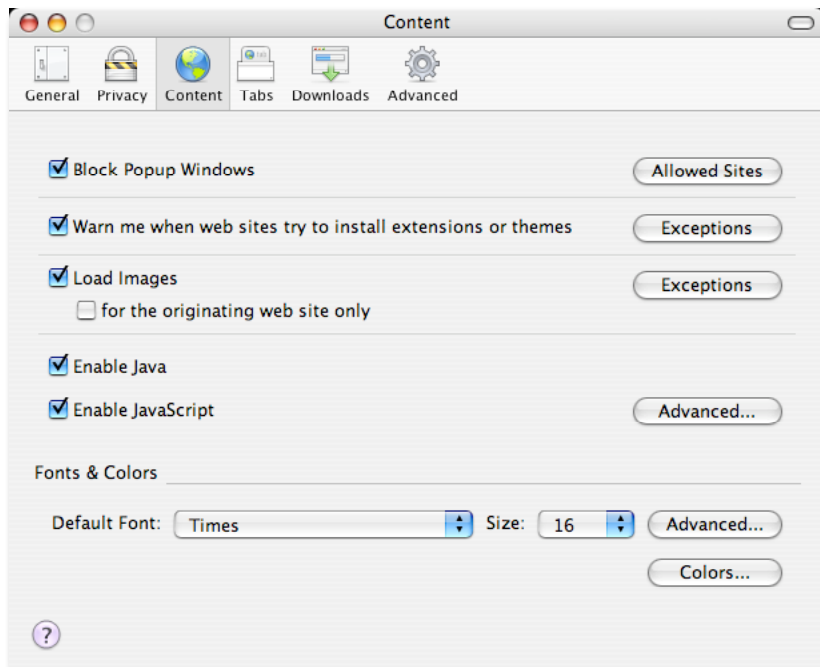 Content
General Privacy Content Tabs Downloads Advanced
Block Popup Windows Allowed Sites
Warn me when web sites try to install extensions or themes Exceptions
Load Images Exceptions
for the originating web site only
Enable Java
Enable JavaScript Advanced...
Fonts & Colors
Default Font: Times Size: 16 Advanced...
Colors...
?